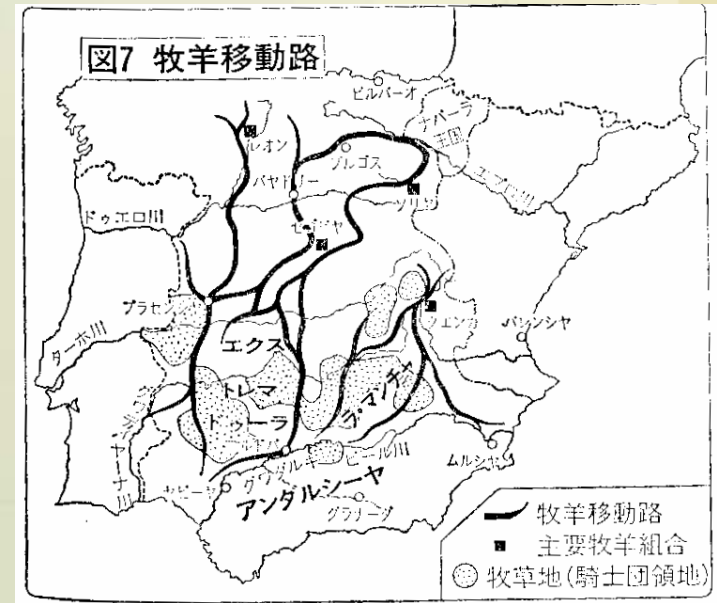 図7 牧羊移動路
ビルバーオ
ナバーラ
王国
レオン
ブルゴス
エブロ川
バヤドリー
ソリア
ドゥエロ川
セゴビヤ
プラセン
クエンカ
バレンシヤ
ターホ川
エクス
トレマ
ドゥーラ
ラ・マンチャ
ムルシヤ
セビーヤ
グワダルキ
ビール川
アンダルシーヤ
グラナーダ
牧羊移動路
主要牧羊組合
牧草地(騎士団領地)